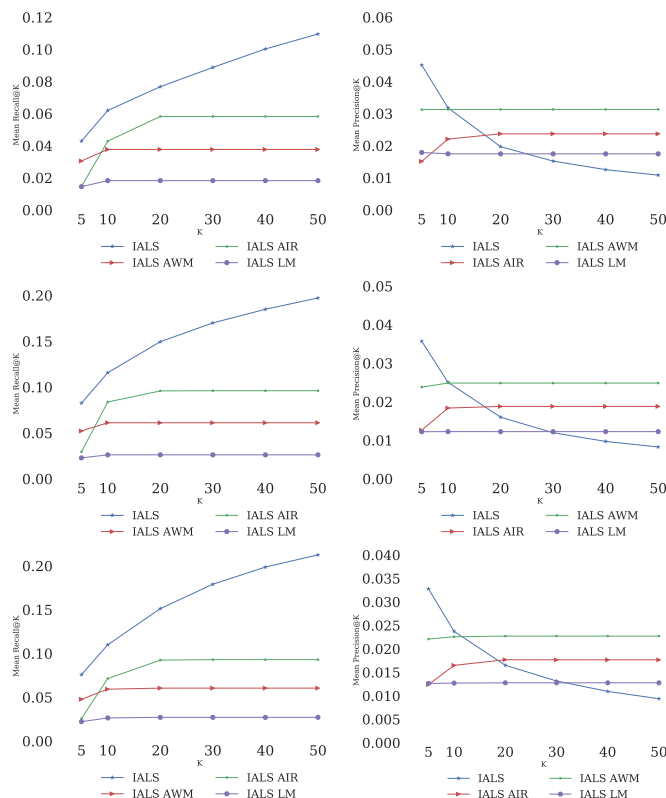 0.12
0.10
0.08
0.06
0.04
0.02
0.00
Mean Recall@K
5 10 20 30 40 50
K
IALS IALS AIR
IALS AWM IALS LM
0.06
0.05
0.04
0.03
0.02
0.01
0.00
Mean Precision@K
5 10 20 30 40 50
K
IALS IALS AWM
IALS AIR IALS LM
0.20
0.15
0.10
0.05
0.00
Mean Recall@K
5 10 20 30 40 50
K
IALS IALS AIR
IALS AWM IALS LM
0.05
0.04
0.03
0.02
0.01
0.00
Mean Precision@K
5 10 20 30 40 50
K
IALS IALS AWM
IALS AIR IALS LM
0.20
0.15
0.10
0.05
0.00
Mean Recall@K
5 10 20 30 40 50
K
IALS IALS AIR
IALS AWM IALS LM
0.040
0.035
0.030
0.025
0.020
0.015
0.010
0.005
0.000
Mean Precision@K
5 10 20 30 40 50
K
IALS IALS AWM
IALS AIR IALS LM